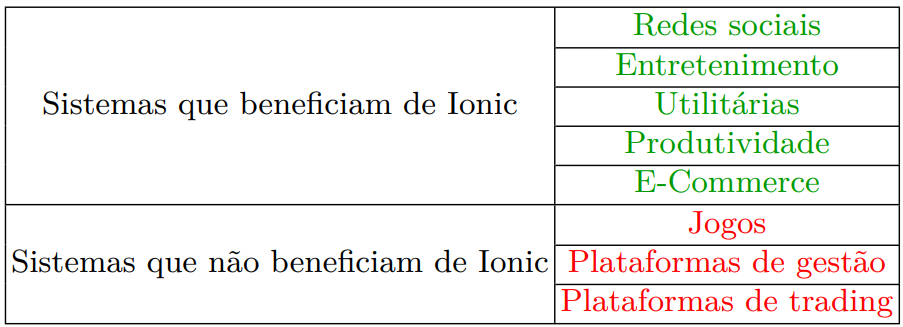 Sistemas que beneficiam de Ionic
Redes sociais
Entretenimento
Utilitárias
Produtividade
E-Commerce
Sistemas que não beneficiam de Ionic
Jogos
Plataformas de gestão
Plataformas de trading